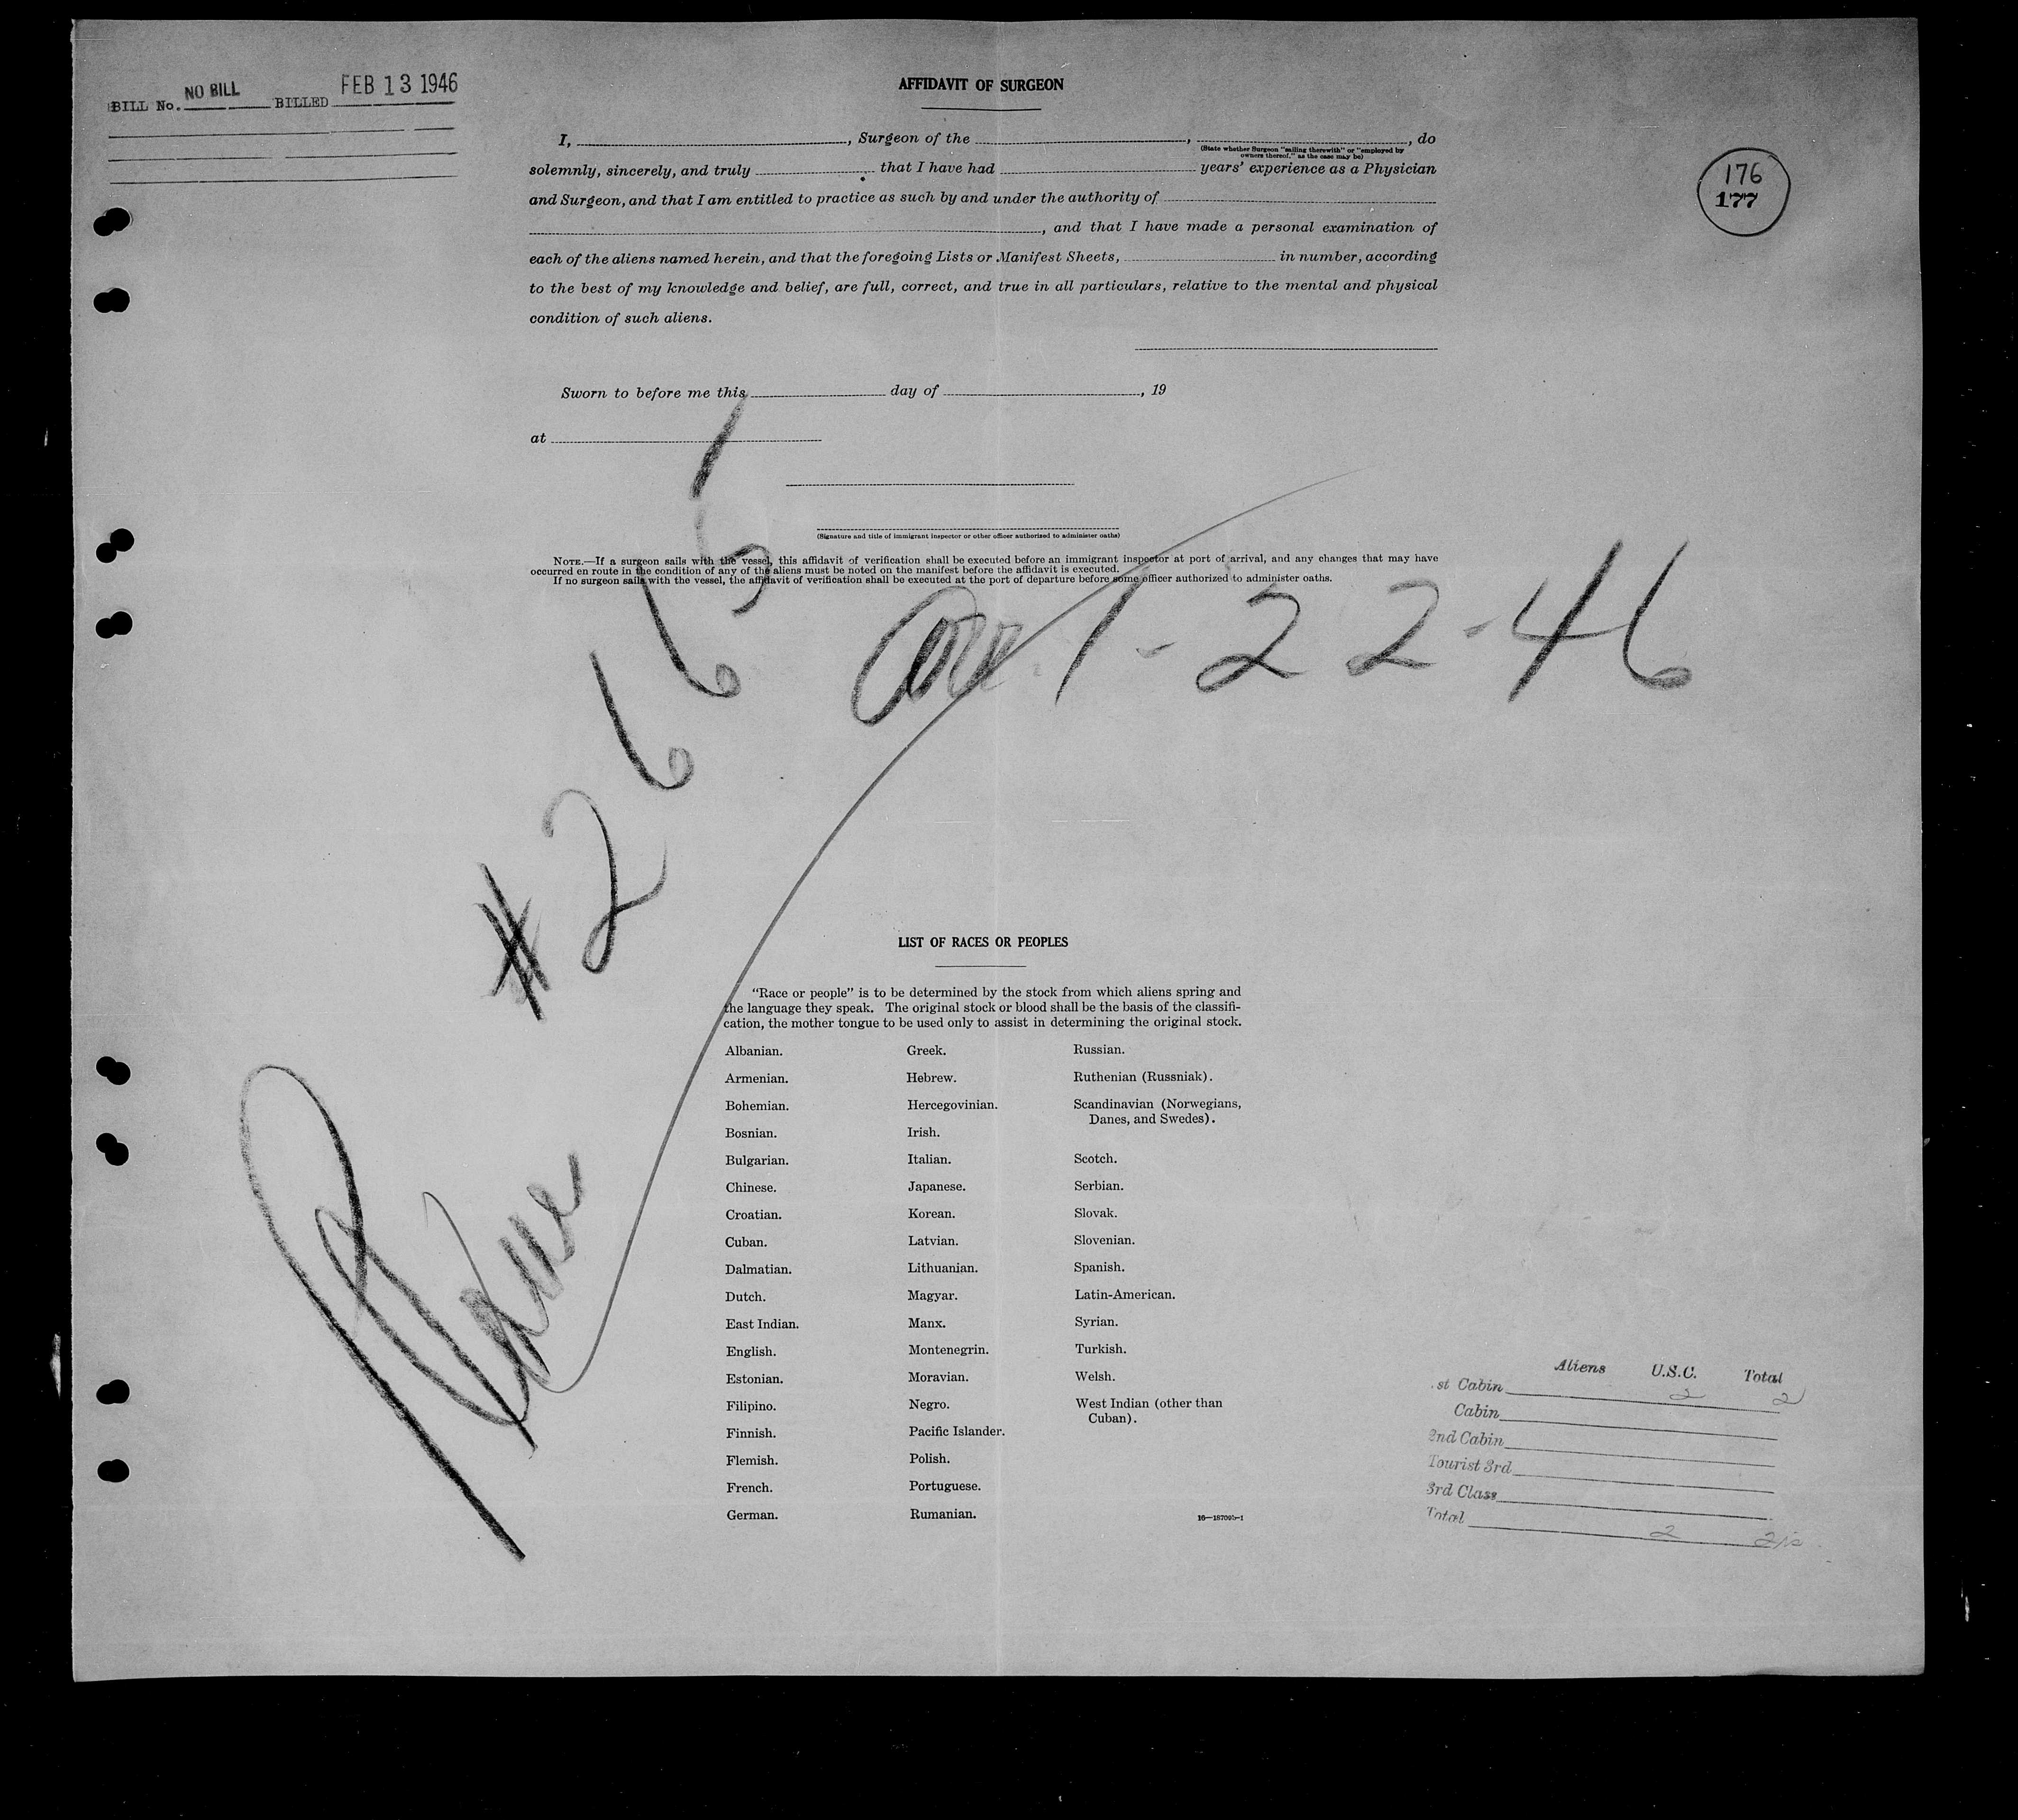 BILL No. NO BILL BILLED FEB 13 1946
AFFIDAVIT OF SURGEON
I, , Surgeon of the , , do
(State whether Surgeon "sailing therewith" or "employed by
owners thereof," as the case may be)
solemnly, sincerely, and truly that I have had years' experience as a Physician
and Surgeon, and that I am entitled to practice as such by and under the authority of
, and that I have made a personal examination of
each of the aliens named herein, and that the foregoing Lists or Manifest Sheets, in number, according
to the best of my knowledge and belief, are full, correct, and true in all particulars, relative to the mental and physical
condition of such aliens.
176
177
Sworn to before me this day of , 19
at
(Signature and title of immigrant inspector or other officer authorized to administer oaths)
NOTE.—If a surgeon sails with the vessel, this affidavit of verification shall be executed before an immigrant inspector at port of arrival, and any changes that may have
occurred en route in the condition of any of the aliens must be noted on the manifest before the affidavit is executed.
If no surgeon sails with the vessel, the affidavit of verification shall be executed at the port of departure before some officer authorized to administer oaths.
Arr. 1-22-46
Plane #2665
LIST OF RACES OR PEOPLES
"Race or people" is to be determined by the stock from which aliens spring and
the language they speak. The original stock or blood shall be the basis of the classifi-
cation, the mother tongue to be used only to assist in determining the original stock.
Albanian.
Armenian.
Bohemian.
Bosnian.
Bulgarian.
Chinese.
Croatian.
Cuban.
Dalmatian.
Dutch.
East Indian.
English.
Estonian.
Filipino.
Finnish.
Flemish.
French.
German.
Greek.
Hebrew.
Hercegovinian.
Irish.
Italian.
Japanese.
Korean.
Latvian.
Lithuanian.
Magyar.
Manx.
Montenegrin.
Moravian.
Negro.
Pacific Islander.
Polish.
Portuguese.
Rumanian.
Russian.
Ruthenian (Russniak).
Scandinavian (Norwegians,
Danes, and Swedes).
Scotch.
Serbian.
Slovak.
Slovenian.
Spanish.
Latin-American.
Syrian.
Turkish.
Welsh.
West Indian (other than
Cuban).
Aliens U.S.C. Total
st Cabin 2 2
Cabin
2nd Cabin
Tourist 3rd
3rd Class
Total 2